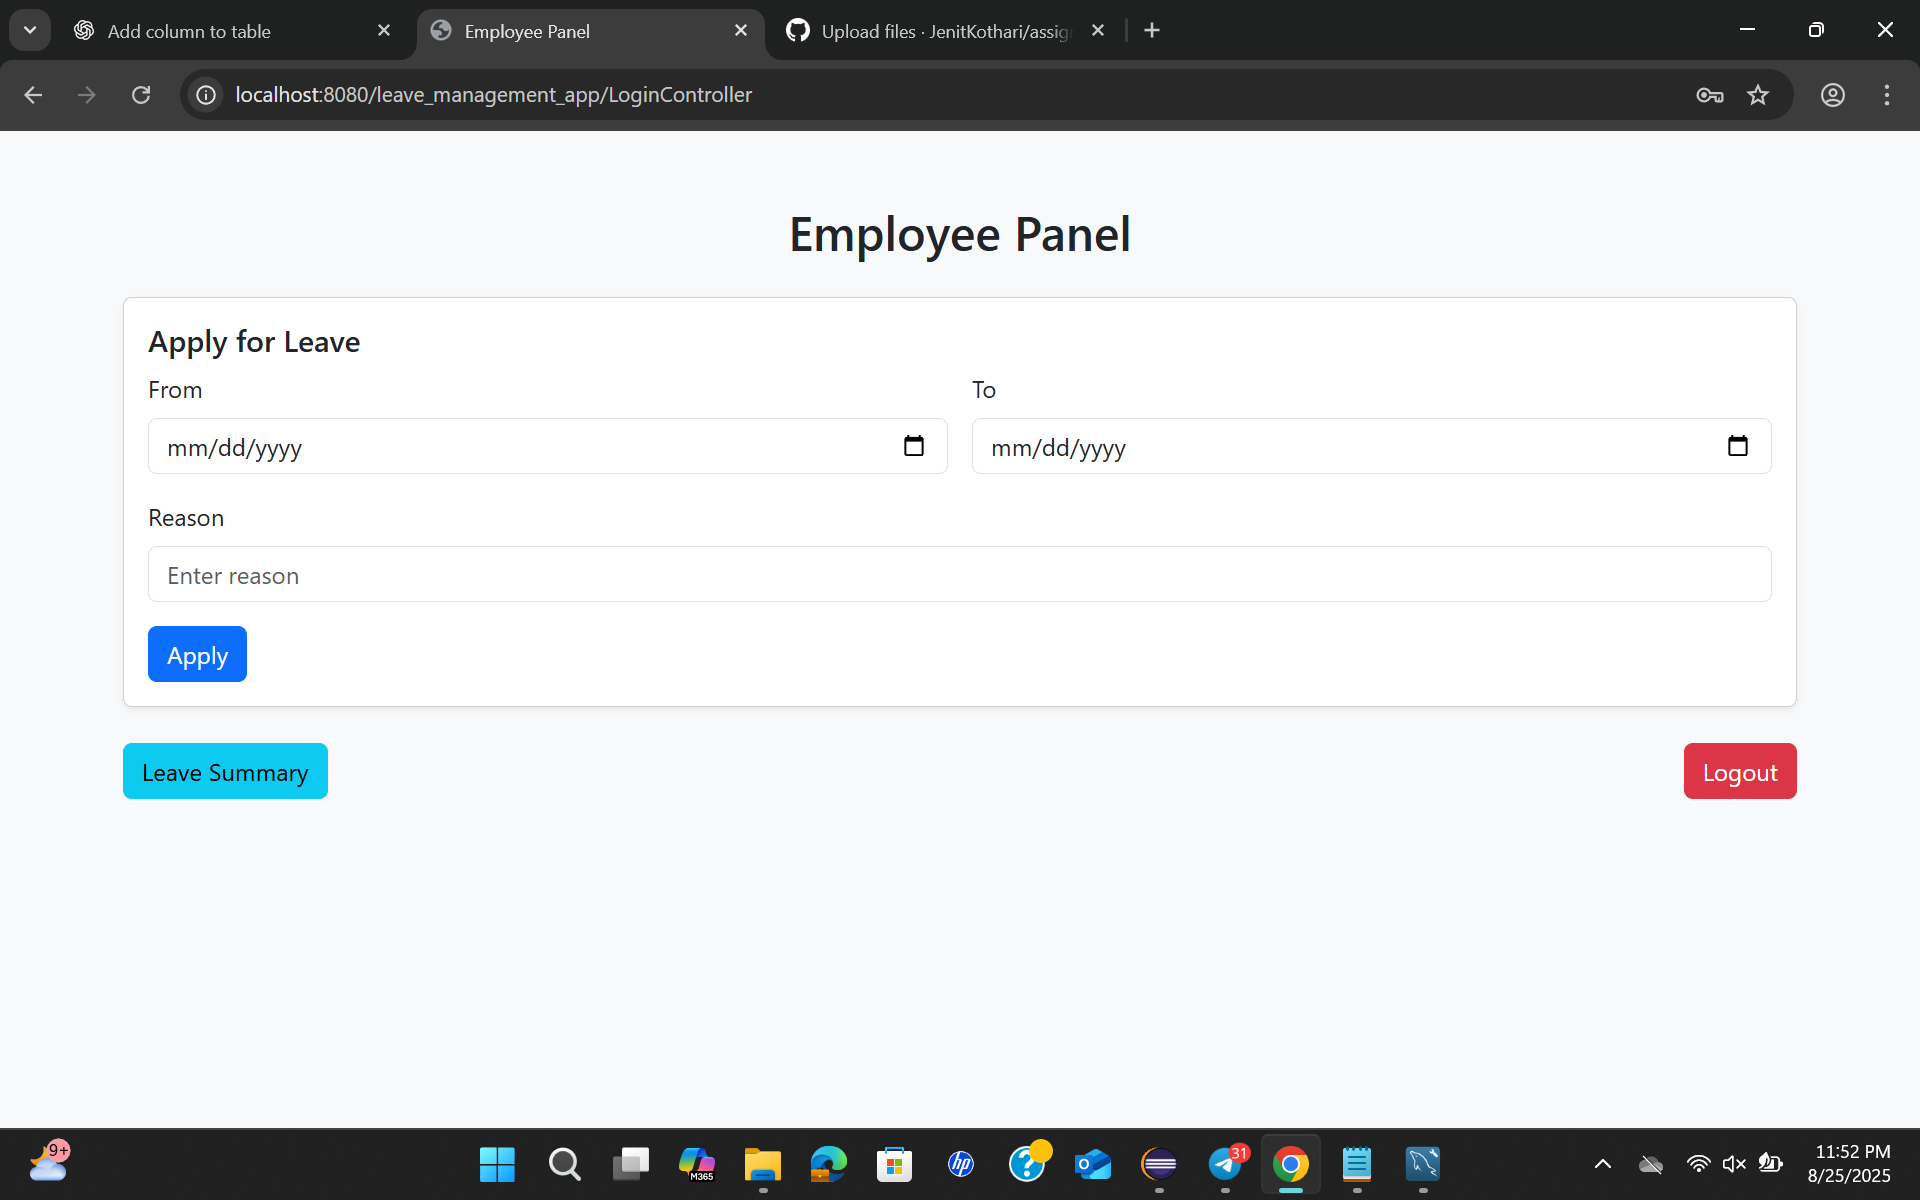 Add column to table
Employee Panel
Upload files · JenitKothari/assig
localhost:8080/leave_management_app/LoginController
Employee Panel
Apply for Leave
From
To
mm/dd/yyyy
mm/dd/yyyy
Reason
Enter reason
Apply
Leave Summary
Logout
9+
M365
hp
31
11:52 PM
8/25/2025